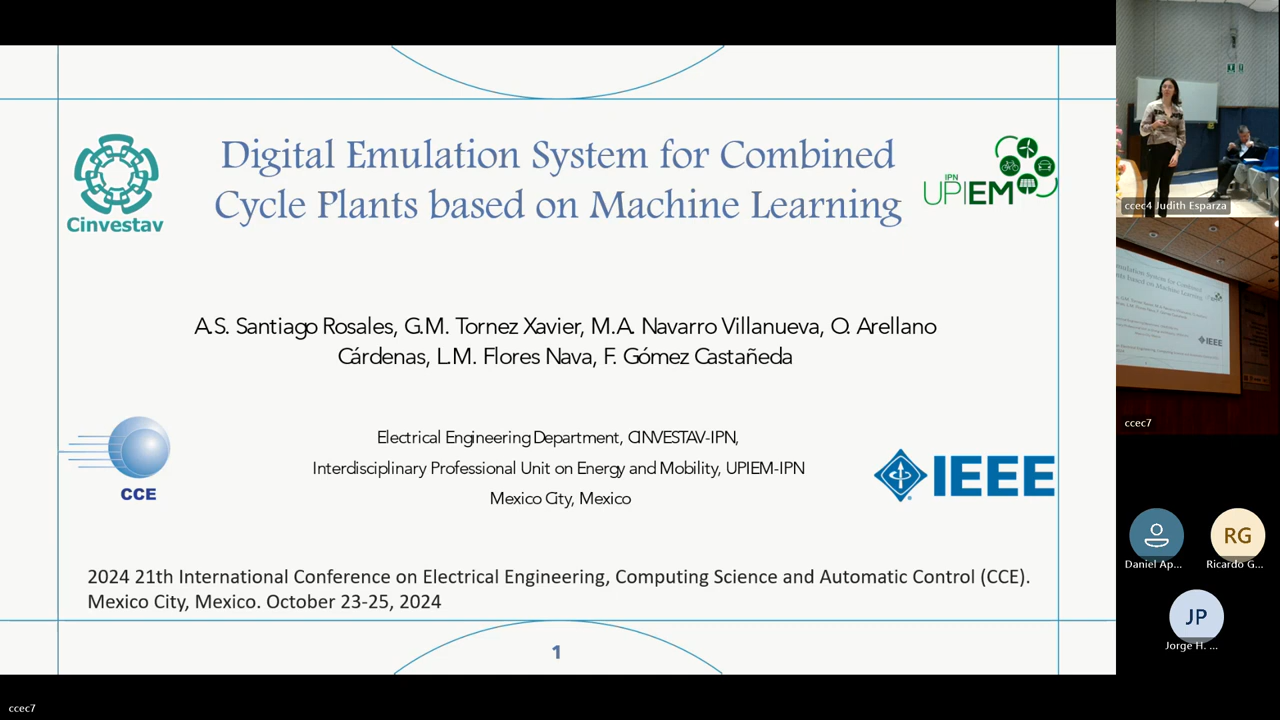 Digital Emulation System for Combined
Cycle Plants based on Machine Learning
Cinvestav
IPN
UPIEM
A.S. Santiago Rosales, G.M. Tornez Xavier, M.A. Navarro Villanueva, O. Arellano
Cárdenas, L.M. Flores Nava, F. Gómez Castañeda
Electrical Engineering Department, CINVESTAV-IPN,
Interdisciplinary Professional Unit on Energy and Mobility, UPIEM-IPN
Mexico City, Mexico
CCE
IEEE
2024 21th International Conference on Electrical Engineering, Computing Science and Automatic Control (CCE).
Mexico City, Mexico. October 23-25, 2024
1
ccec7
ccec4 Judith Esparza
IEEE
ccec7
RG
Daniel Ap...
Ricardo G...
JP
Jorge H. ...